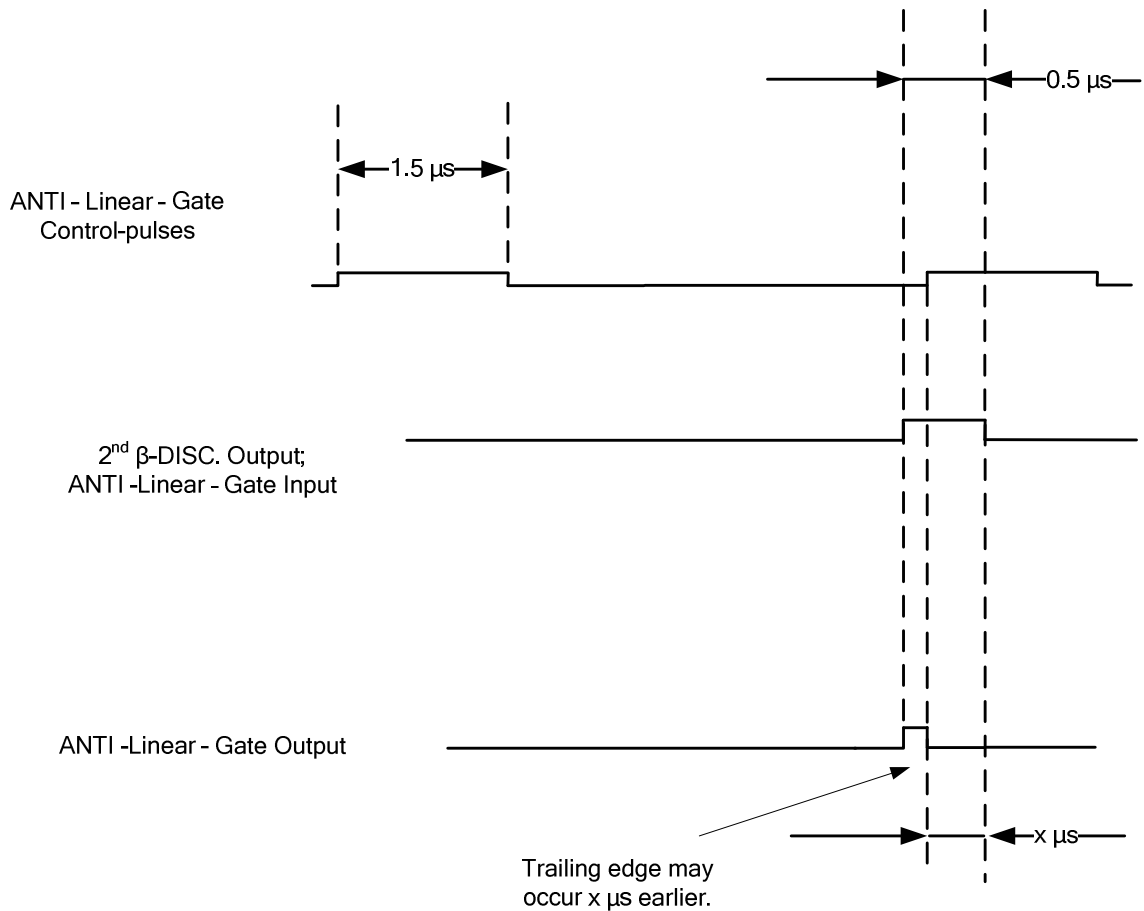 0.5 µs
1.5 µs
ANTI - Linear - Gate
Control-pulses
2nd β-DISC. Output;
ANTI -Linear - Gate Input
ANTI -Linear - Gate Output
x µs
Trailing edge may
occur x µs earlier.